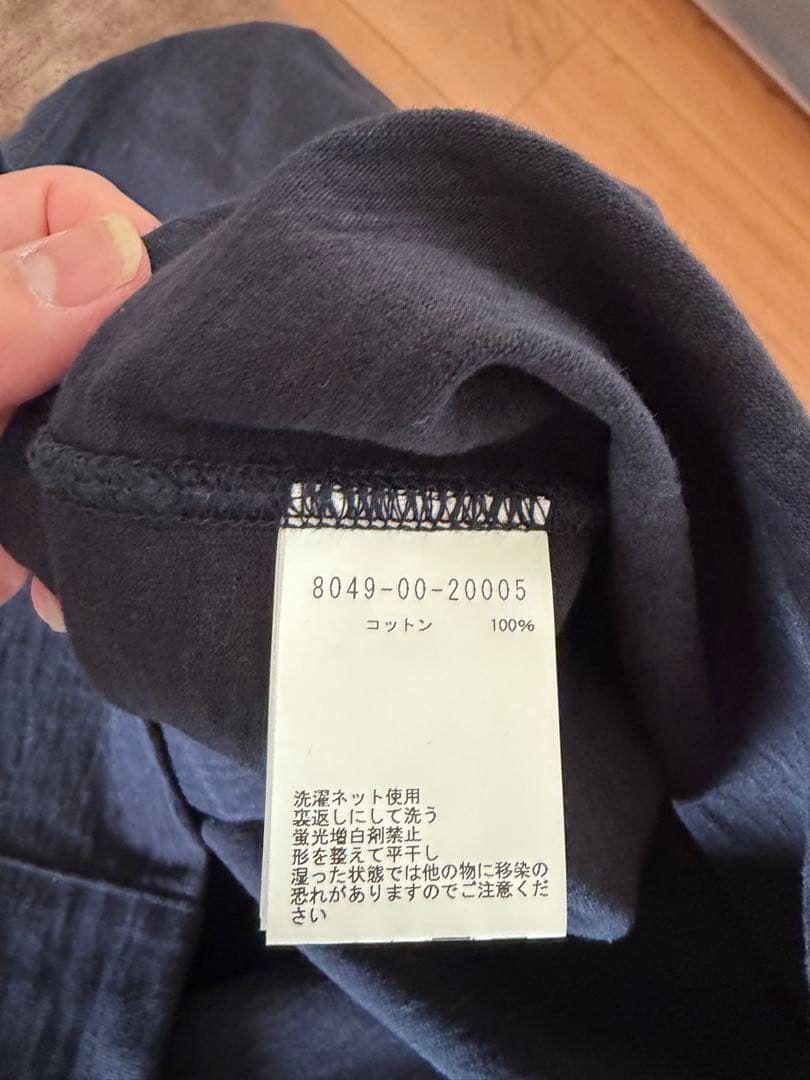 8049-00-20005
コットン 100%
洗濯ネット使用
裏返しにして洗う
蛍光増白剤禁止
形を整えて平干し
湿った状態では他の物に移染の
恐れがありますのでご注意くだ
さい